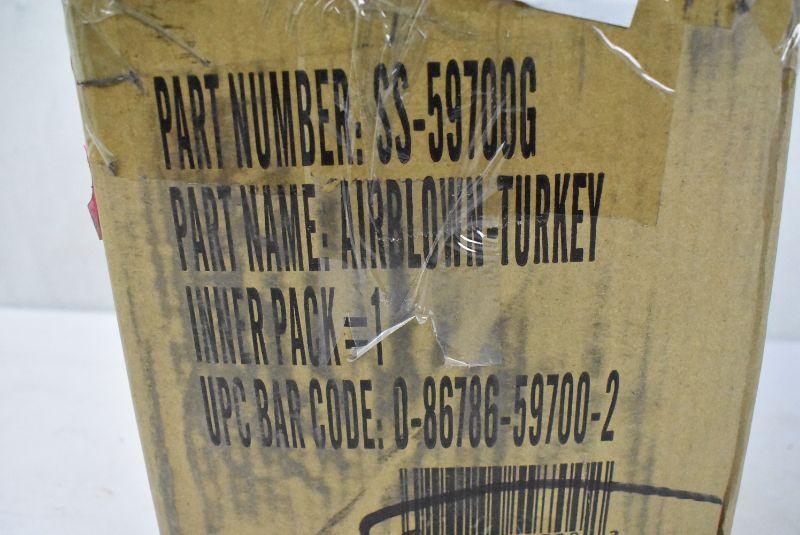 PART NUMBER: SS-59700G
PART NAME: AIRBLOWN-TURKEY
INNER PACK=1
UPC BAR CODE: 0-86786-59700-2